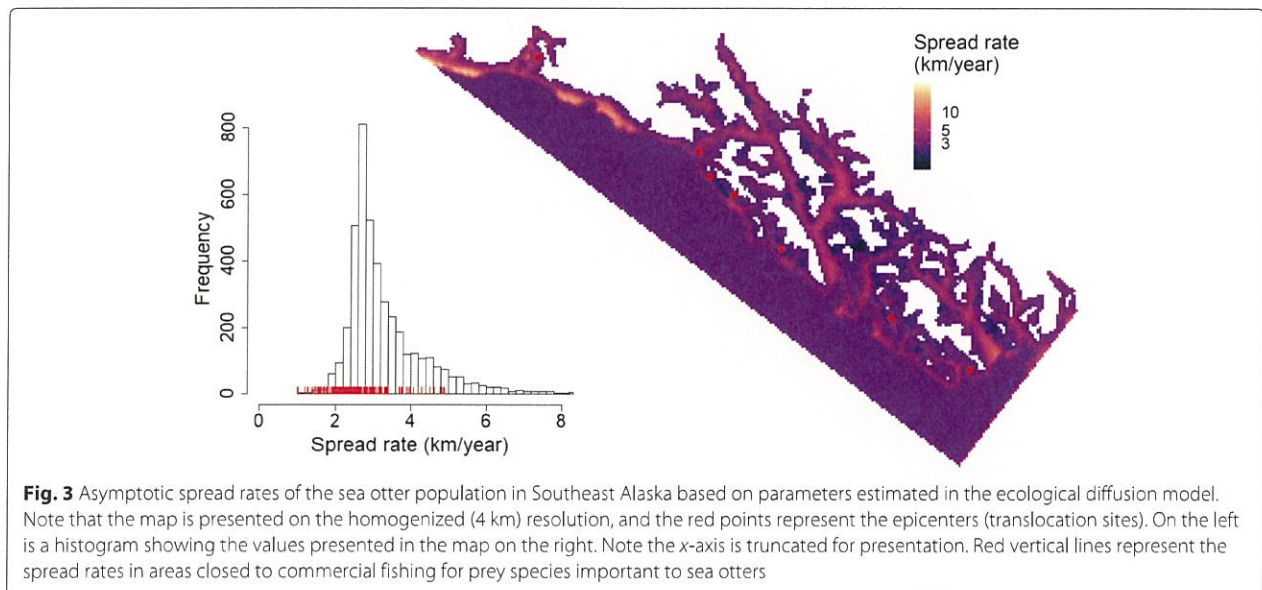 Spread rate
(km/year)
10
5
3
800
600
400
200
0
Frequency
0 2 4 6 8
Spread rate (km/year)
Fig. 3 Asymptotic spread rates of the sea otter population in Southeast Alaska based on parameters estimated in the ecological diffusion model.
Note that the map is presented on the homogenized (4 km) resolution, and the red points represent the epicenters (translocation sites). On the left
is a histogram showing the values presented in the map on the right. Note the x-axis is truncated for presentation. Red vertical lines represent the
spread rates in areas closed to commercial fishing for prey species important to sea otters